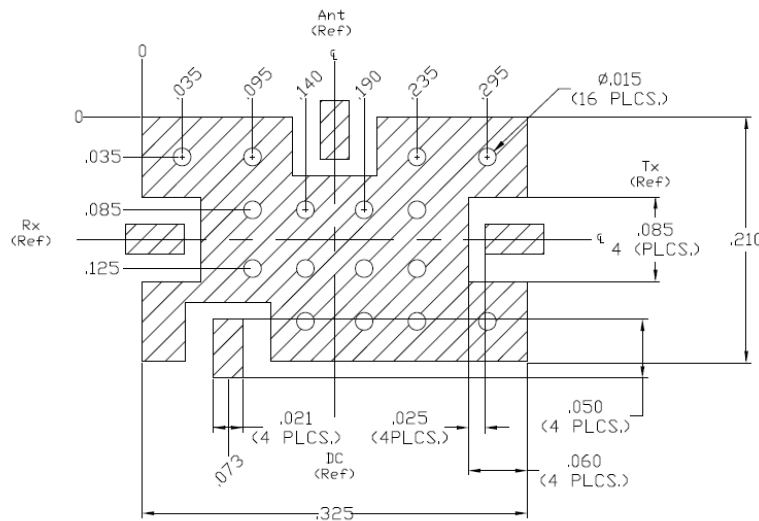 Ant
(Ref)
0
℄
.035
.095
.140
.190
.235
.295
Ø.015
(16 PLCS.)
0
.035
Tx
(Ref)
.085
Rx
(Ref)
℄
.085
4 (PLCS.)
.210
.125
.021
(4 PLCS.)
.025
(4PLCS.)
.050
(4 PLCS.)
.073
DC
(Ref)
.060
(4 PLCS.)
.325